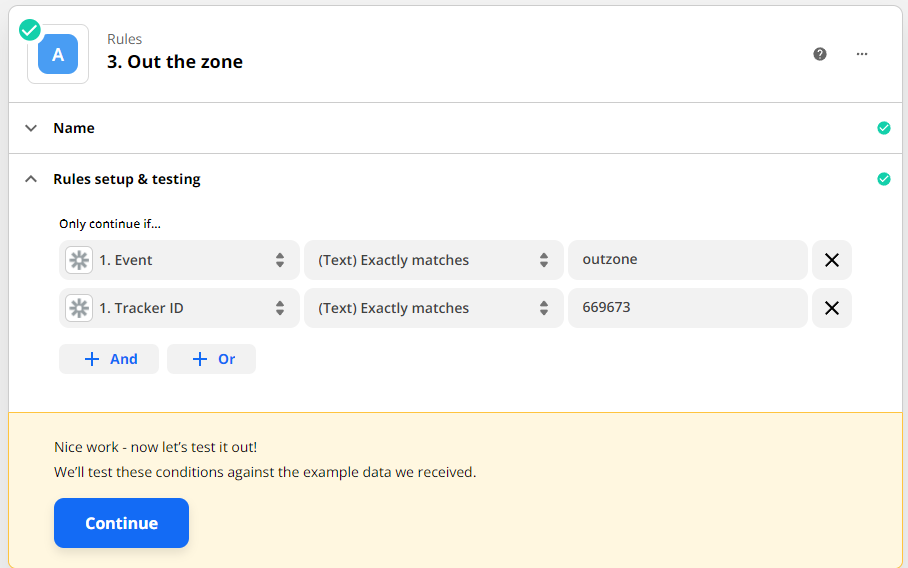 A
Rules
3. Out the zone
Name
Rules setup & testing
Only continue if...
1. Event (Text) Exactly matches outzone
1. Tracker ID (Text) Exactly matches 669673
And Or
Nice work - now let's test it out!
We'll test these conditions against the example data we received.
Continue